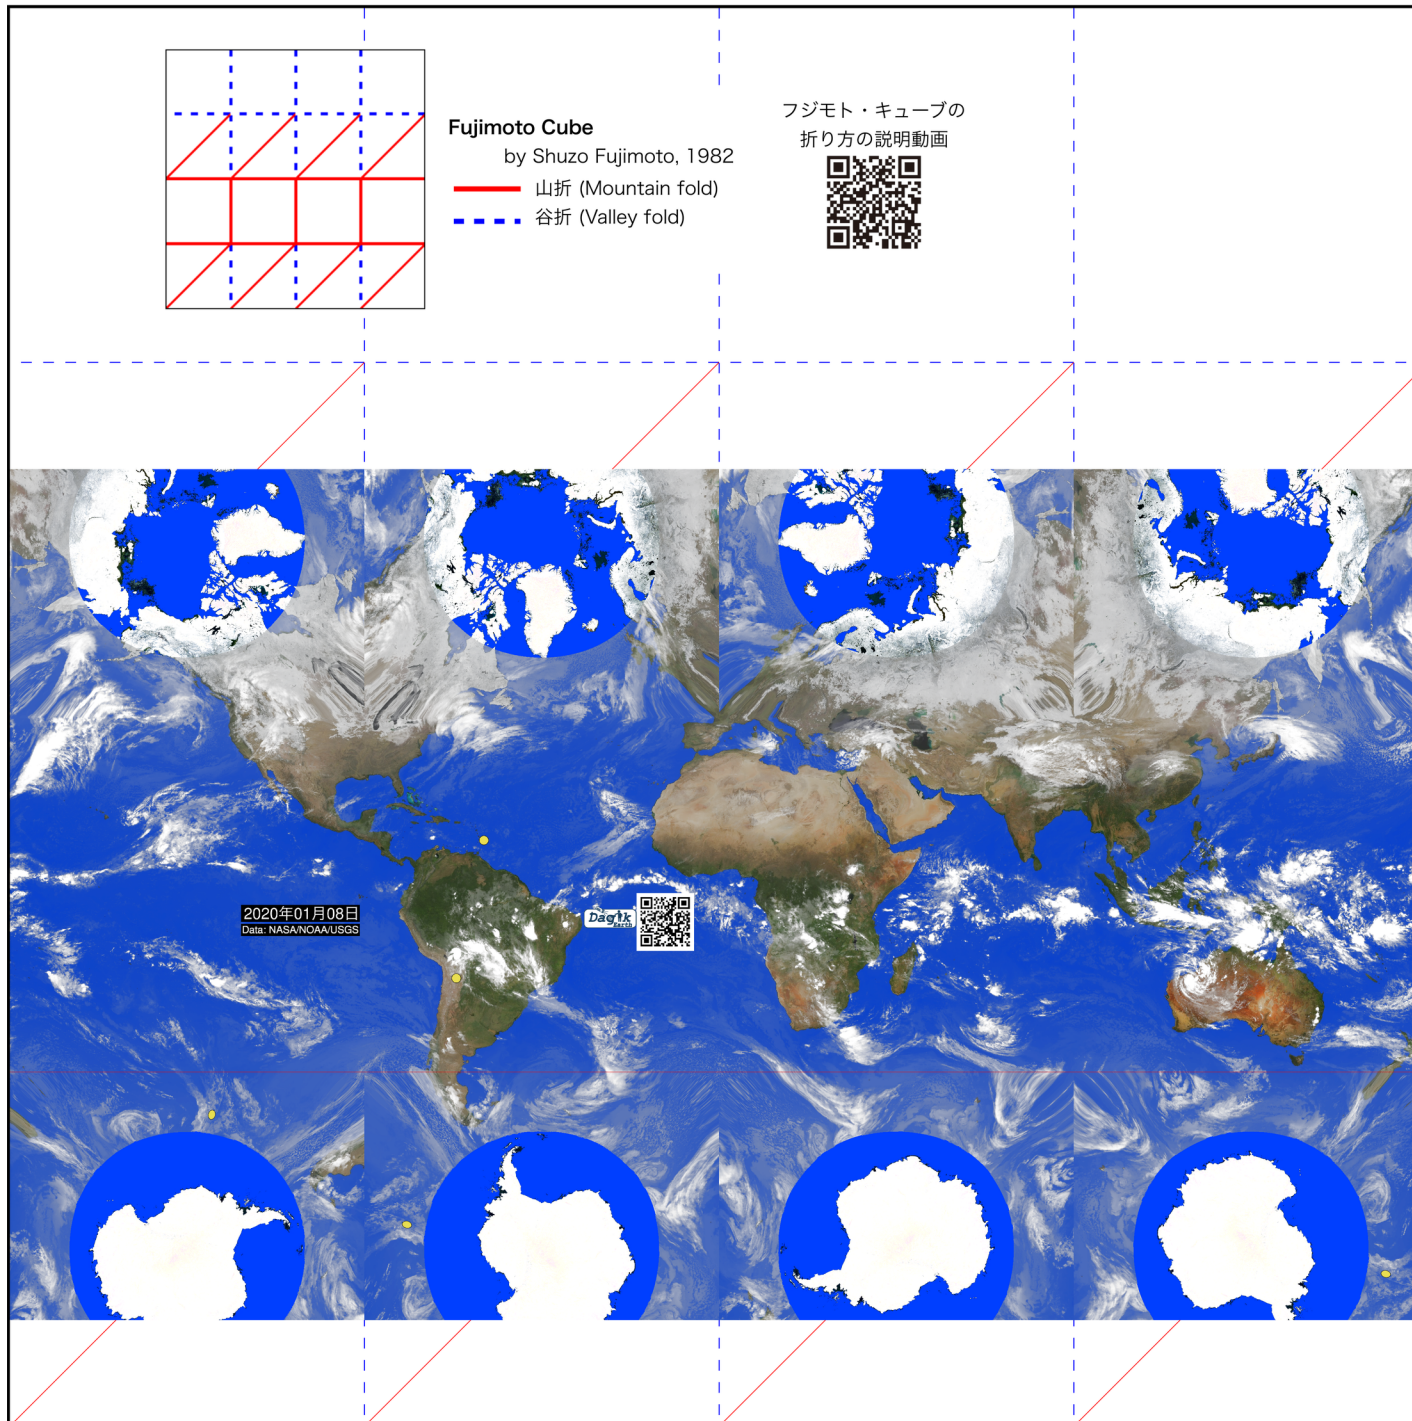 Fujimoto Cube
by Shuzo Fujimoto, 1982
山折 (Mountain fold)
谷折 (Valley fold)
フジモト・キューブの
折り方の説明動画
2020年01月08日
Data: NASA/NOAA/USGS
Dagik
Earth